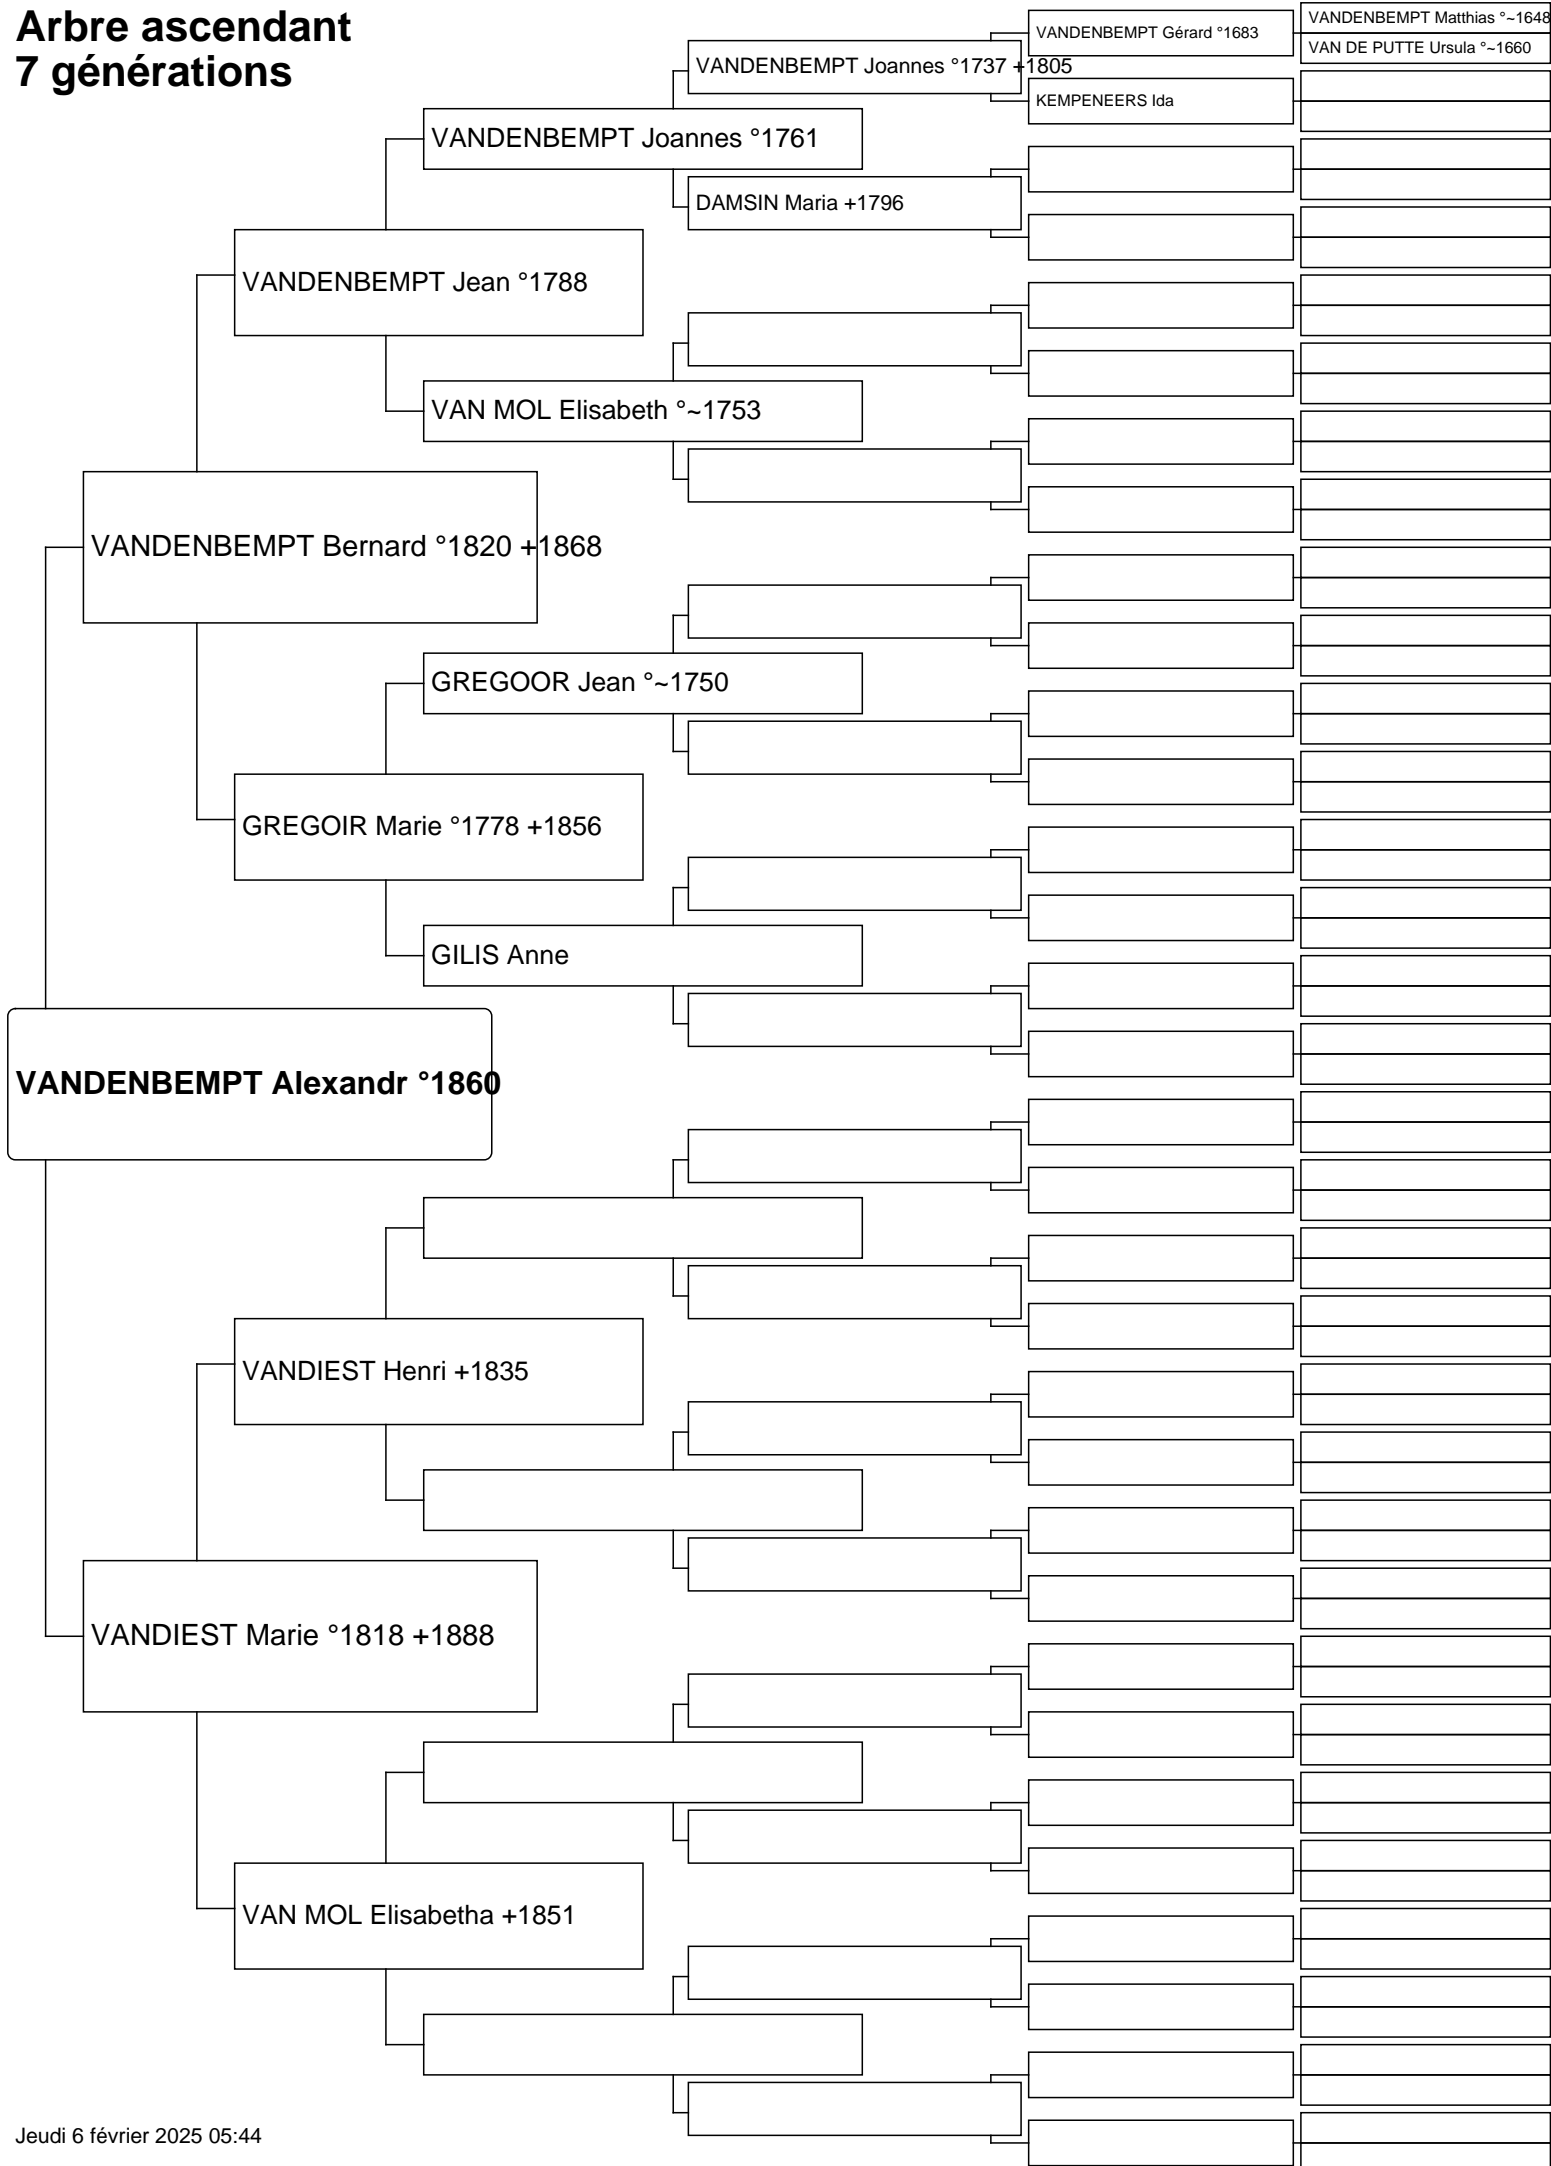 Arbre ascendant
7 générations
VANDENBEMPT Matthias °~1648
VANDENBEMPT Gérard °1683
VAN DE PUTTE Ursula °~1660
VANDENBEMPT Joannes °1737 +1805
KEMPENEERS Ida
VANDENBEMPT Joannes °1761
DAMSIN Maria +1796
VANDENBEMPT Jean °1788
VAN MOL Elisabeth °~1753
VANDENBEMPT Bernard °1820 +1868
GREGOOR Jean °~1750
GREGOIR Marie °1778 +1856
GILIS Anne
VANDENBEMPT Alexandr °1860
VANDIEST Henri +1835
VANDIEST Marie °1818 +1888
VAN MOL Elisabetha +1851
Jeudi 6 février 2025 05:44